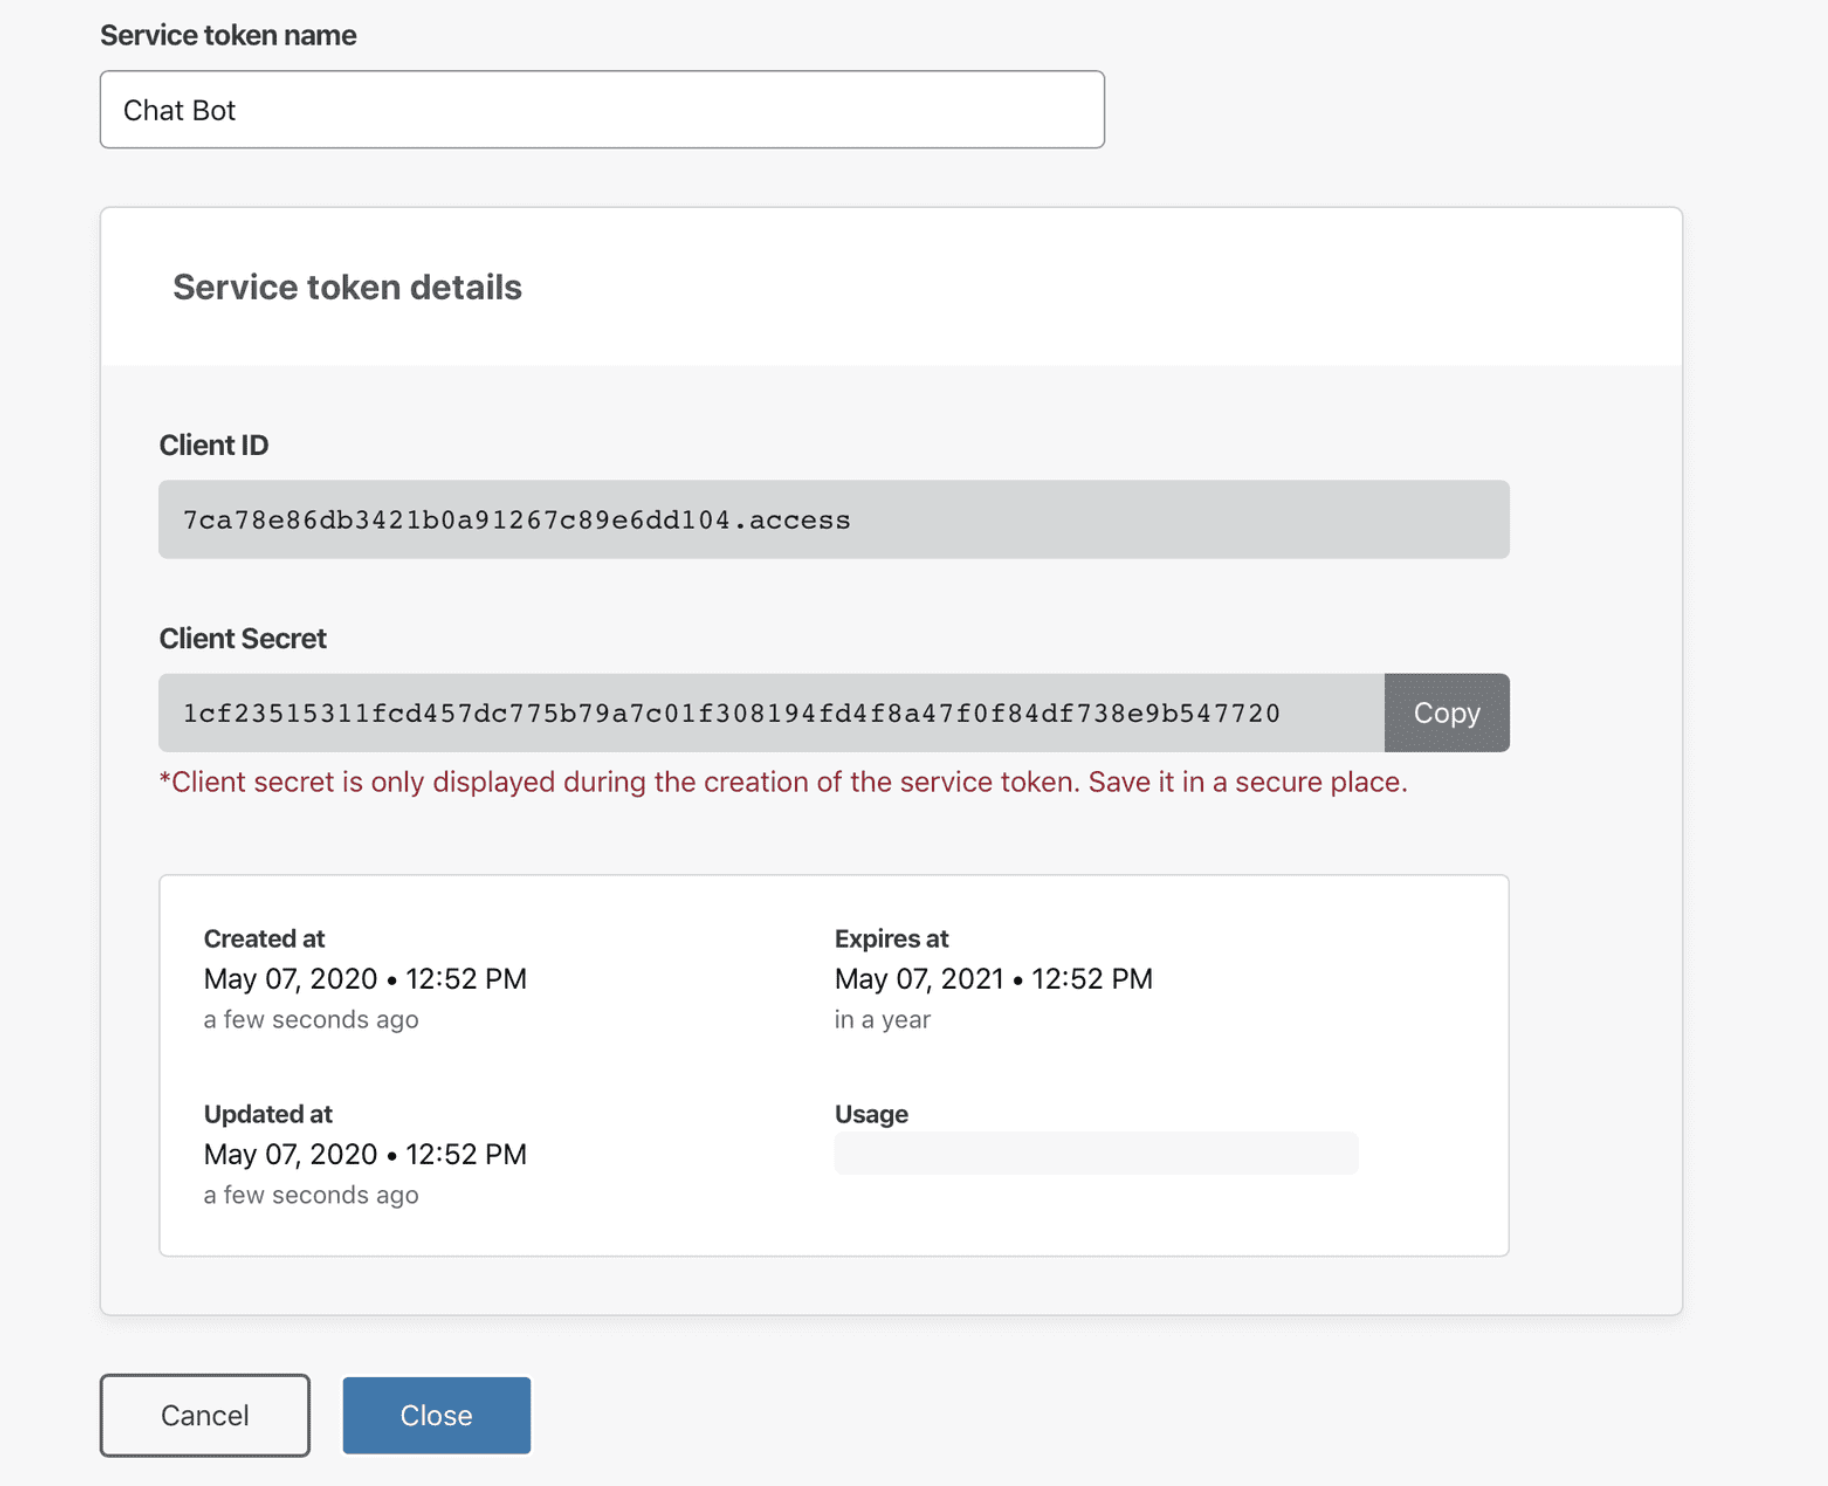 Service token name
Chat Bot
Service token details
Client ID
7ca78e86db3421b0a91267c89e6dd104.access
Client Secret
1cf23515311fcd457dc775b79a7c01f308194fd4f8a47f0f84df738e9b547720
Copy
*Client secret is only displayed during the creation of the service token. Save it in a secure place.
Created at
May 07, 2020 • 12:52 PM
a few seconds ago
Expires at
May 07, 2021 • 12:52 PM
in a year
Updated at
May 07, 2020 • 12:52 PM
a few seconds ago
Usage
Cancel
Close